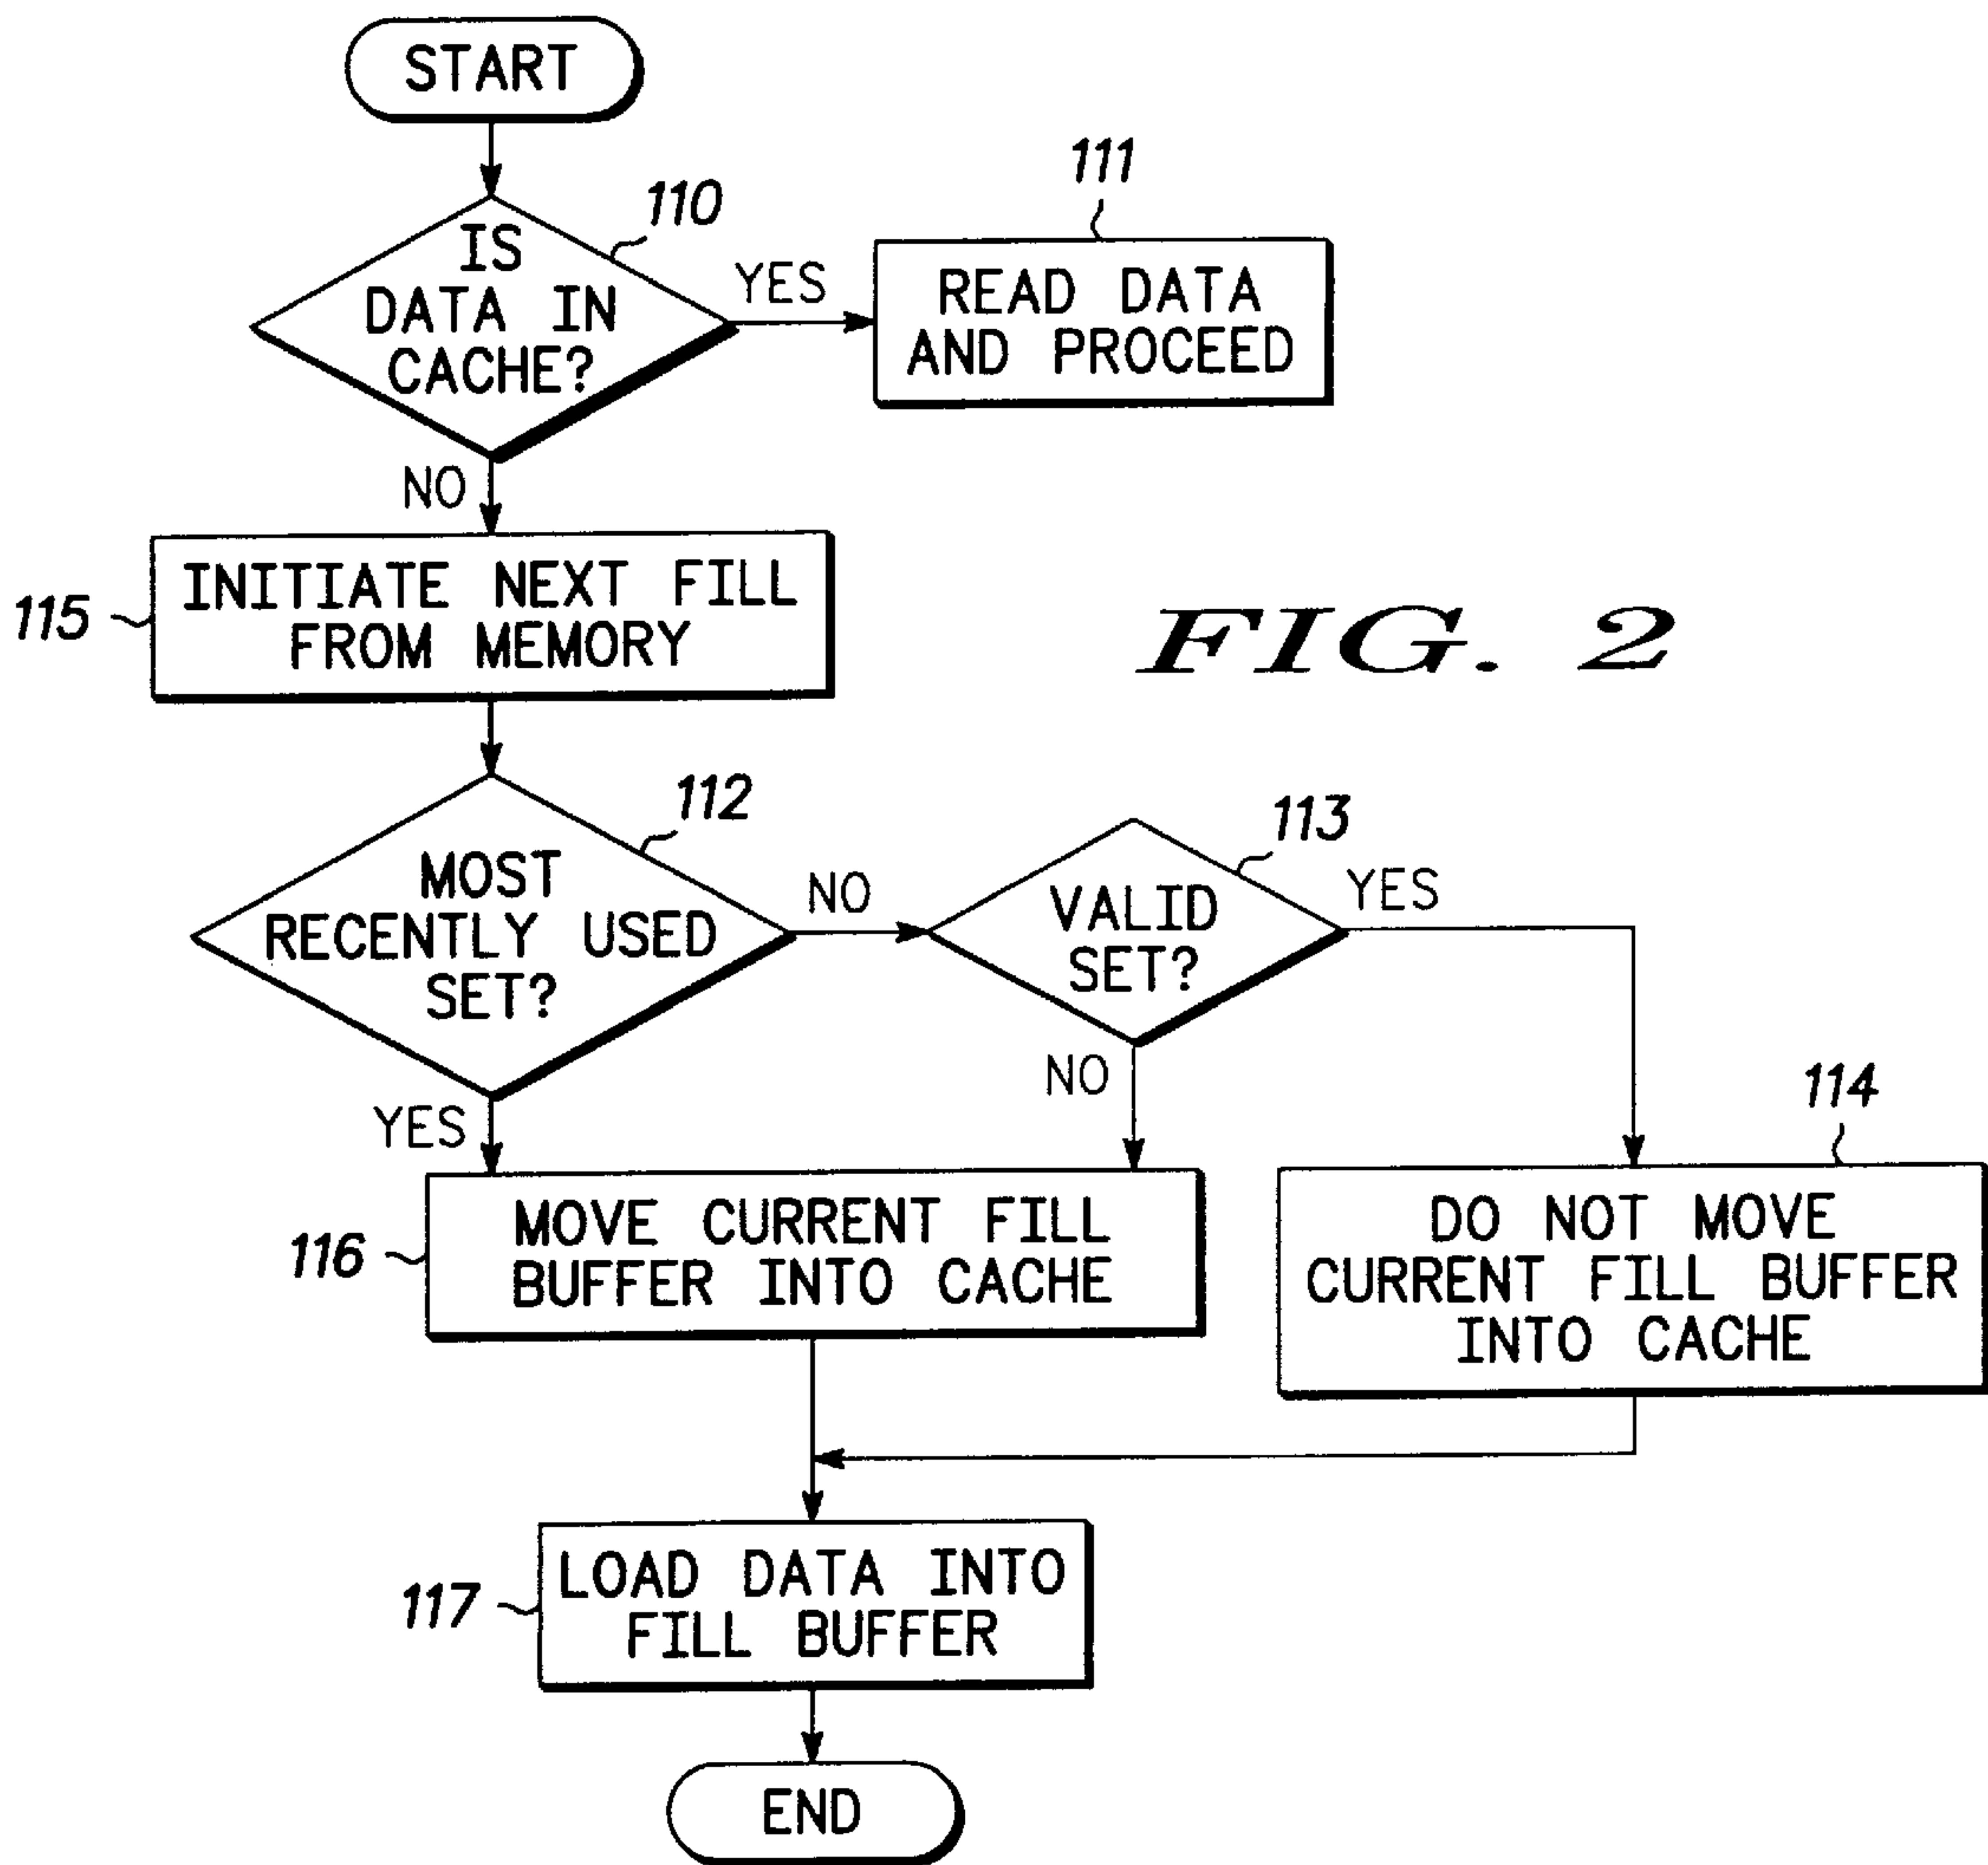 START
110
IS
DATA IN
CACHE?
YES
111
READ DATA
AND PROCEED
NO
115
INITIATE NEXT FILL
FROM MEMORY
FIG. 2
112
MOST
RECENTLY USED
SET?
NO
113
VALID
SET?
YES
YES
NO
116
MOVE CURRENT FILL
BUFFER INTO CACHE
114
DO NOT MOVE
CURRENT FILL BUFFER
INTO CACHE
117
LOAD DATA INTO
FILL BUFFER
END